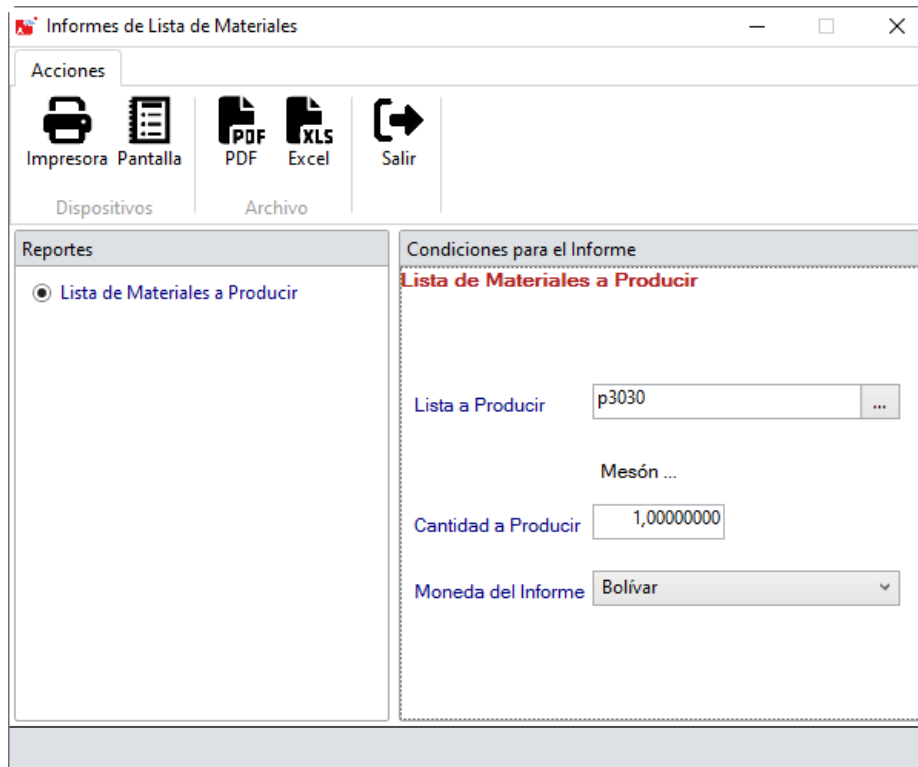 Informes de Lista de Materiales
Acciones
PDF XLS
Impresora Pantalla PDF Excel Salir
Dispositivos Archivo
Reportes
Lista de Materiales a Producir
Condiciones para el Informe
Lista de Materiales a Producir
Lista a Producir p3030 ...
Mesón ...
Cantidad a Producir 1,00000000
Moneda del Informe Bolívar